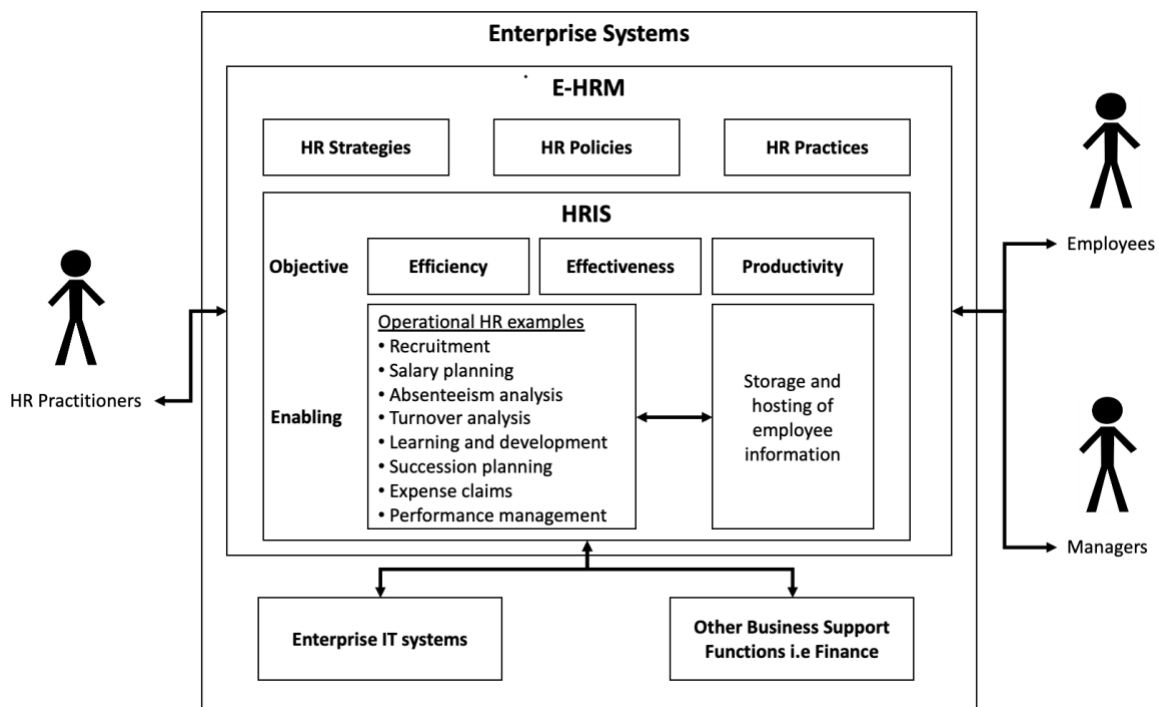 Enterprise Systems
E-HRM
HR Strategies
HR Policies
HR Practices
HRIS
Objective
Efficiency
Effectiveness
Productivity
Enabling
Operational HR examples
• Recruitment
• Salary planning
• Absenteeism analysis
• Turnover analysis
• Learning and development
• Succession planning
• Expense claims
• Performance management
Storage and
hosting of
employee
information
HR Practitioners
Employees
Managers
Enterprise IT systems
Other Business Support
Functions i.e Finance